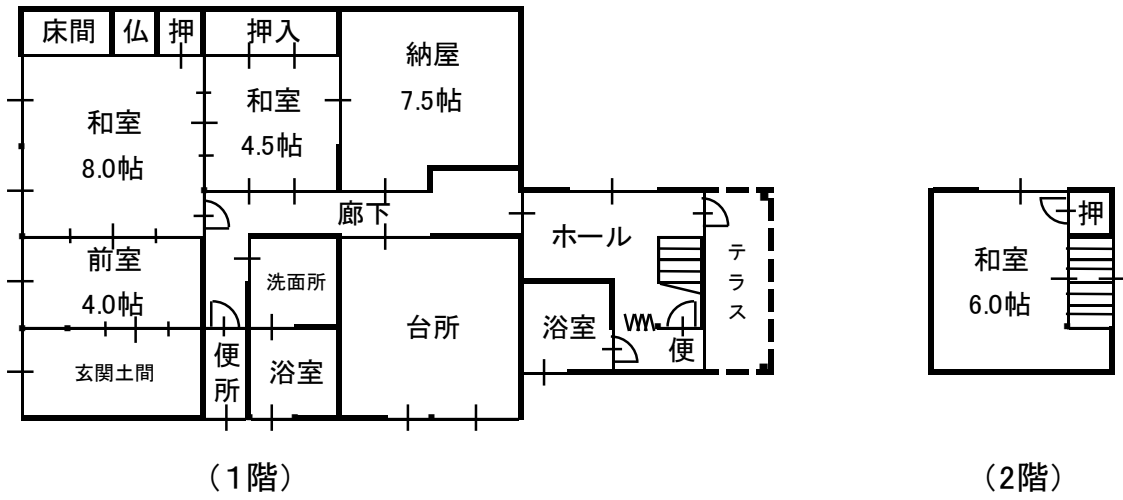 床間
仏
押
押入
納屋
7.5帖
和室
8.0帖
和室
4.5帖
廊下
ホール
テラス
前室
4.0帖
洗面所
台所
浴室
便
玄関土間
便所
浴室
押
和室
6.0帖
(1階)
(2階)